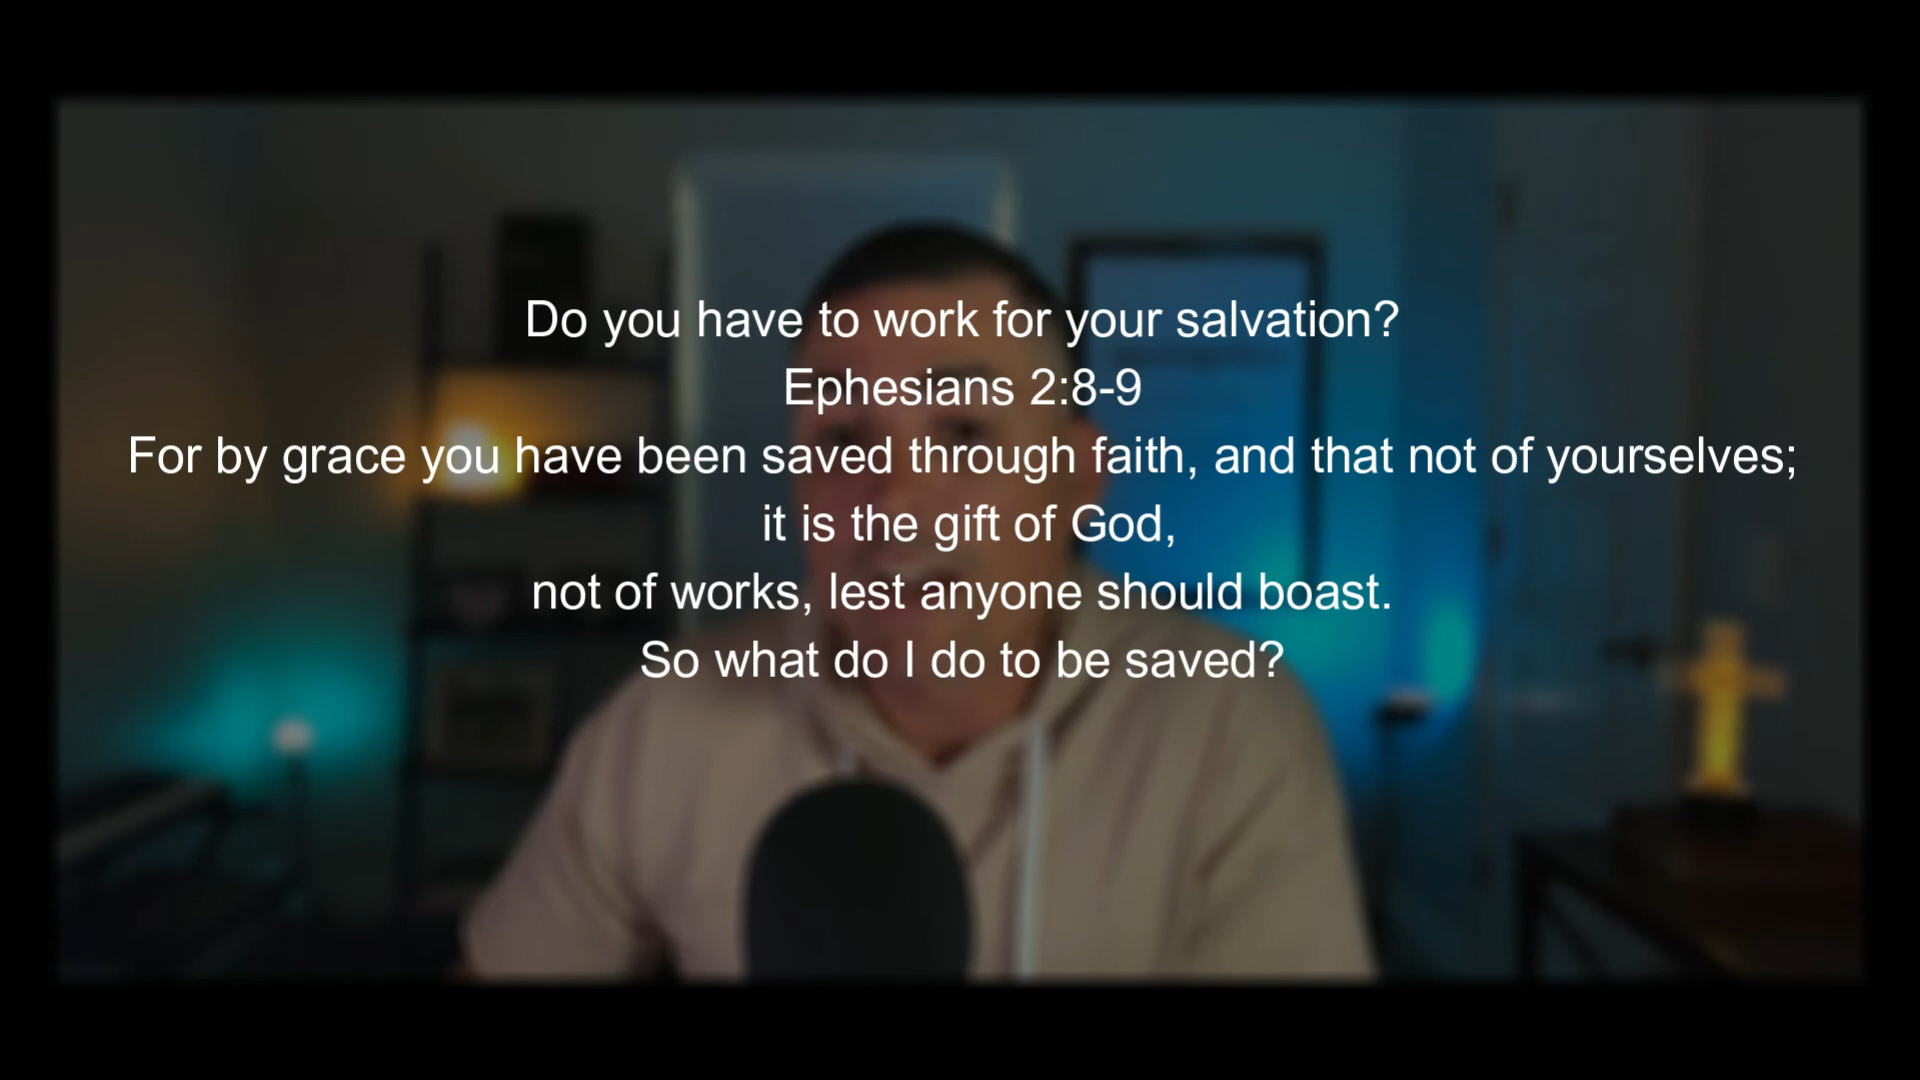 Do you have to work for your salvation?
Ephesians 2:8-9
For by grace you have been saved through faith, and that not of yourselves;
it is the gift of God,
not of works, lest anyone should boast.
So what do I do to be saved?